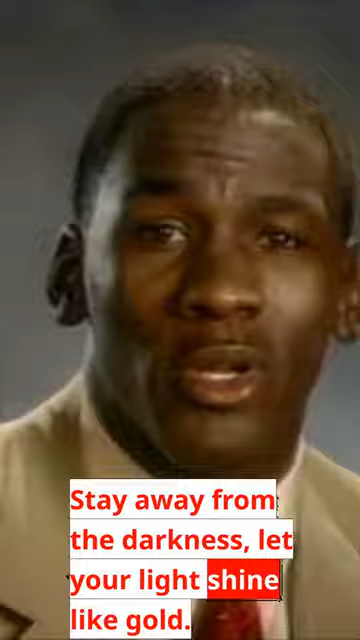 Stay away from
the darkness, let
your light shine
like gold.